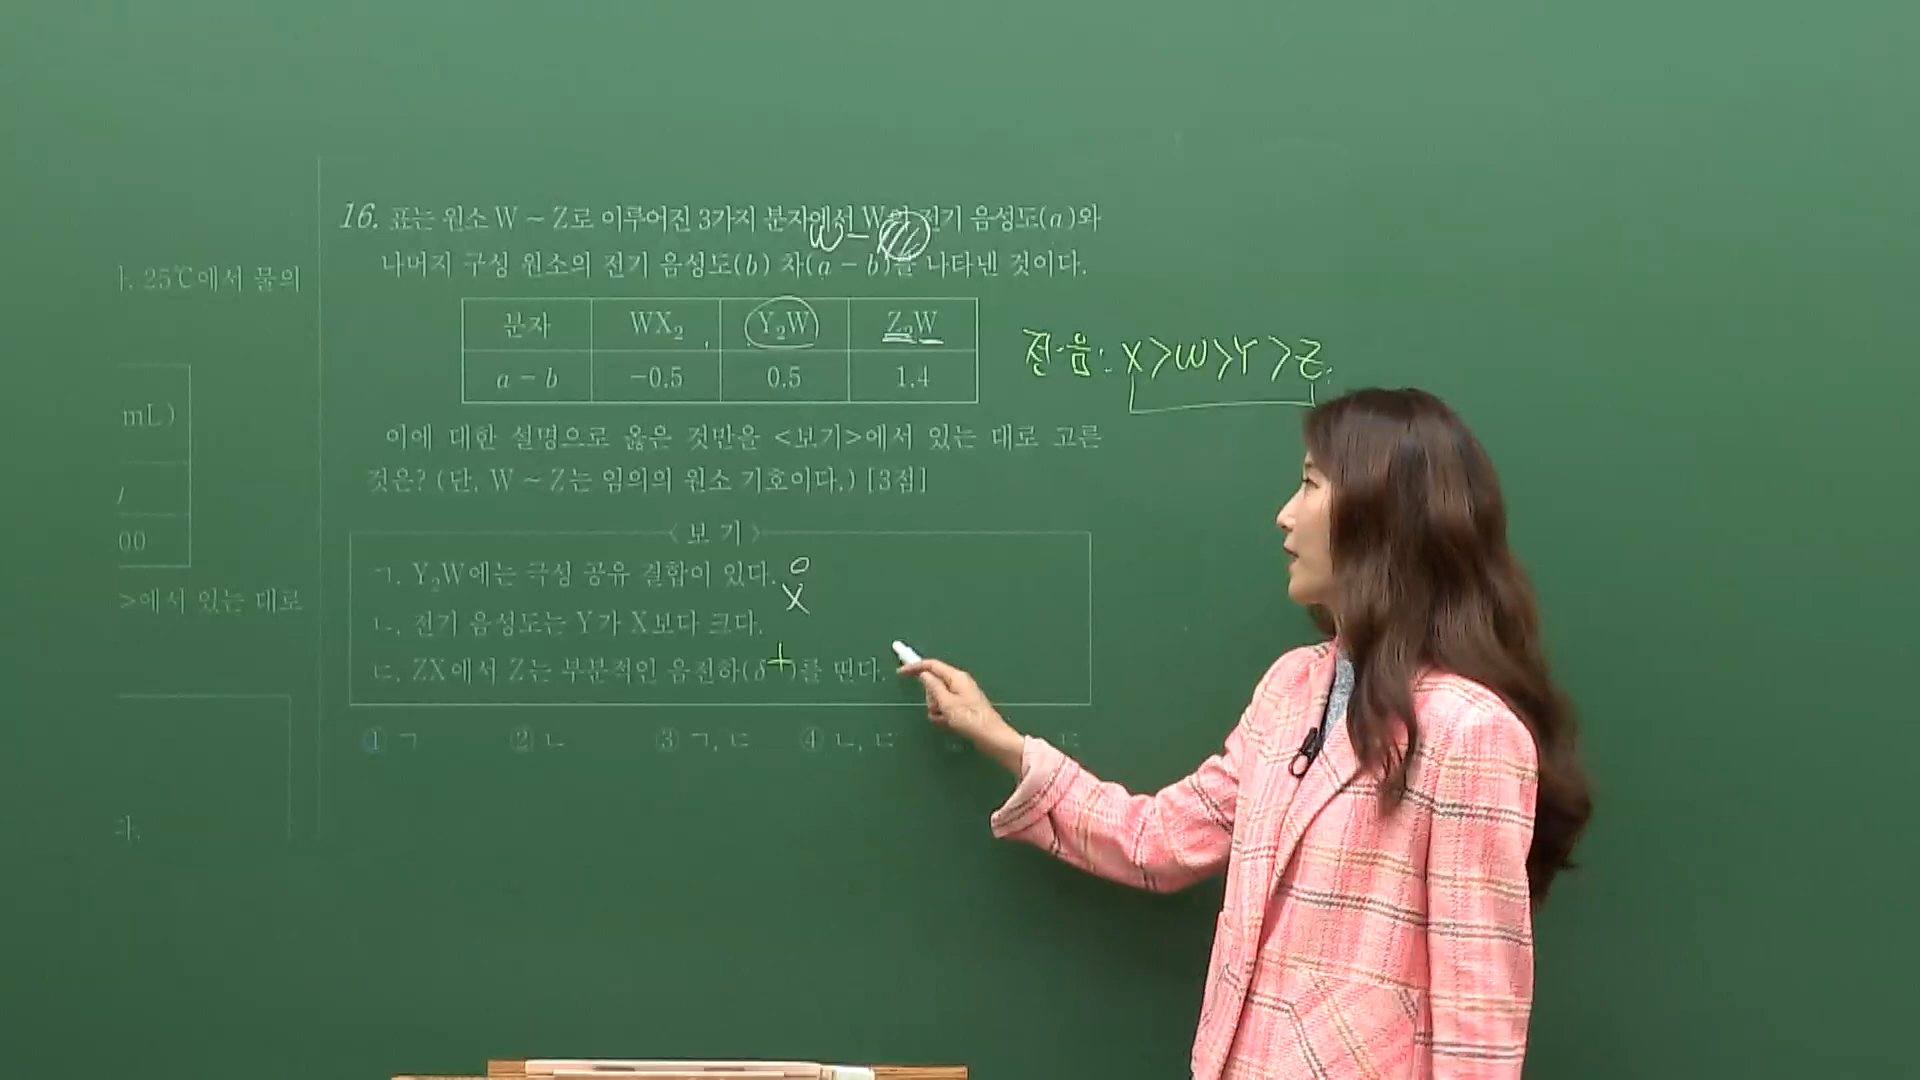 16. 표는 원소 W ~ Z로 이루어진 3가지 분자에서 W의 전기 음성도(a)와
W -
나머지 구성 원소의 전기 음성도(b) 차(a - b)를 나타낸 것이다.
분자 WX₂ Y₂W Z₂W
a - b -0.5 0.5 1.4
전·음: X>W>Y>Z.
이에 대한 설명으로 옳은 것만을 <보기>에서 있는 대로 고른
것은? (단, W ~ Z는 임의의 원소 기호이다.) [3점]
<보 기>
ㄱ. Y₂W에는 극성 공유 결합이 있다. O
ㄴ. 전기 음성도는 Y가 X보다 크다. X
ㄷ. ZX에서 Z는 부분적인 음전하(δ+)를 띤다.
① ㄱ ② ㄴ ③ ㄱ, ㄷ ④ ㄴ, ㄷ ㄷ
25℃에서 물의
mL)
/
00
>에서 있는 대로
다.